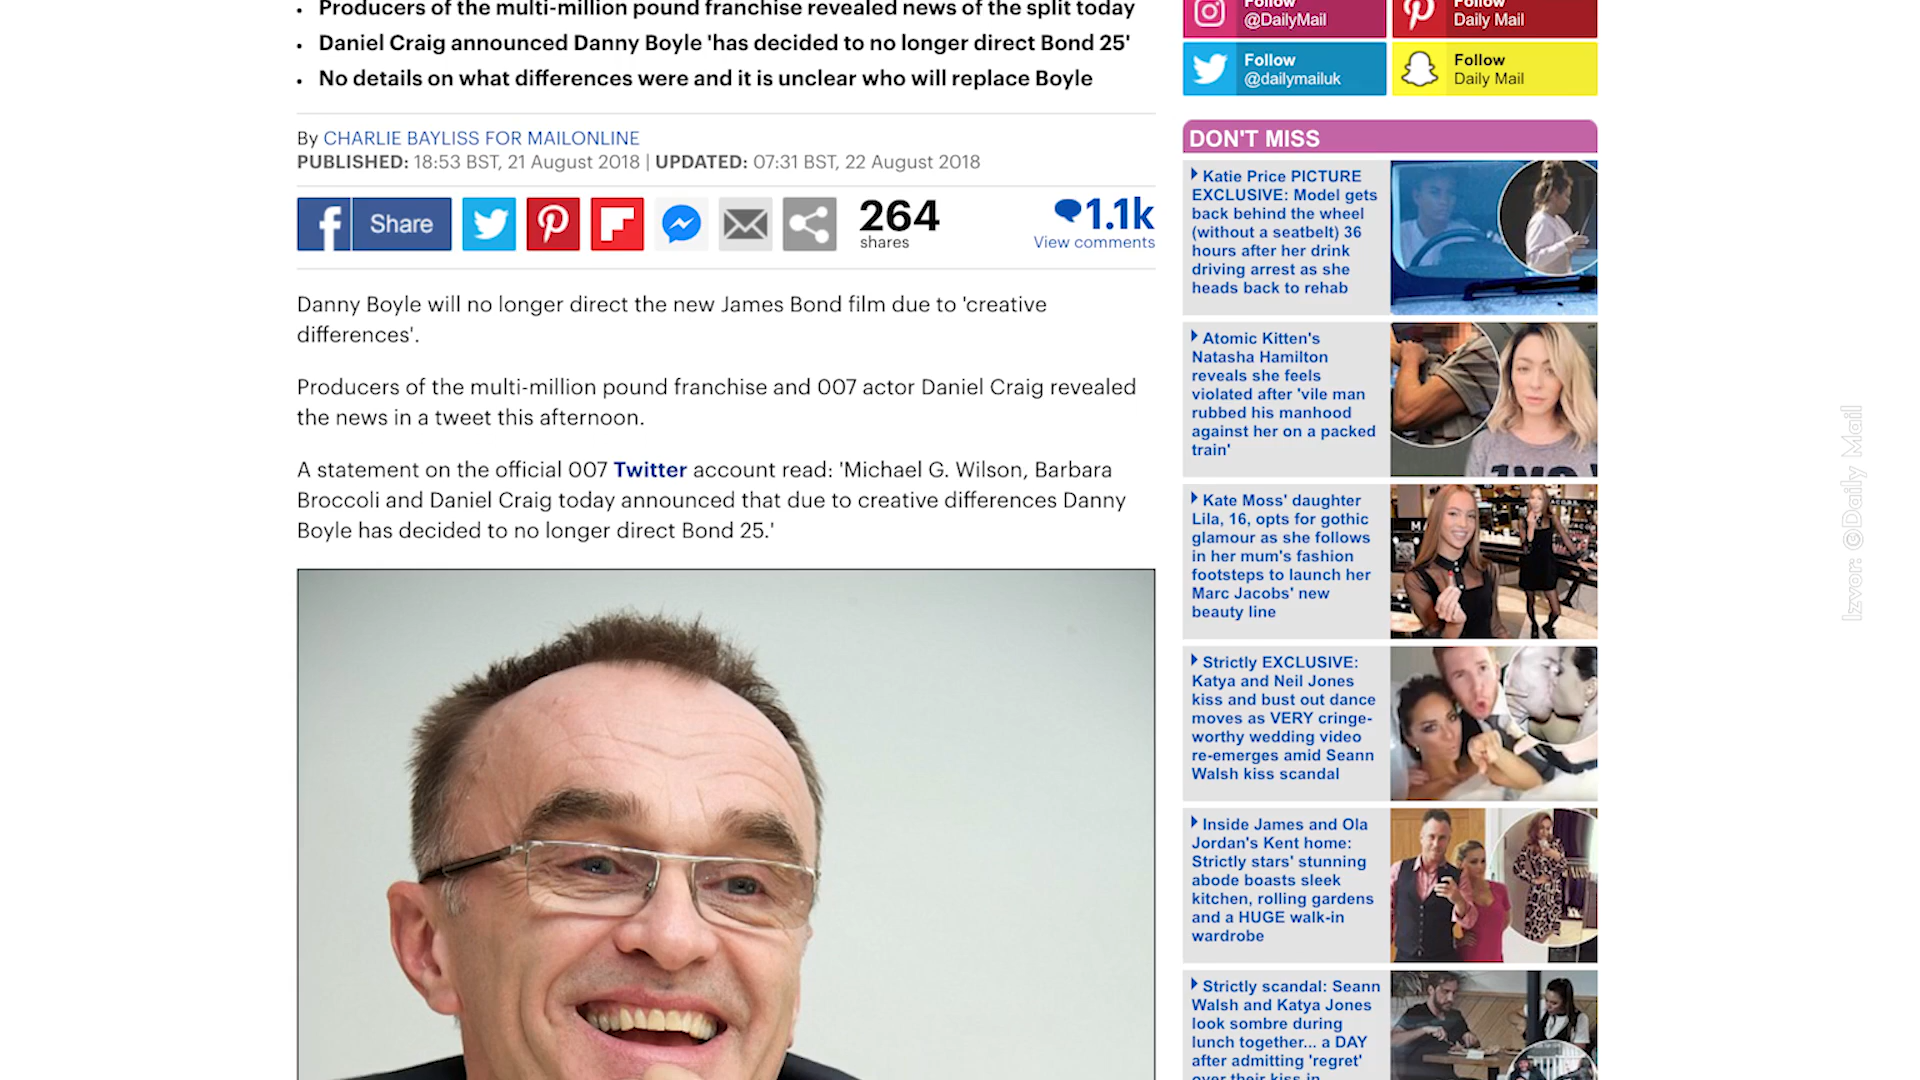 Producers of the multi-million pound franchise revealed news of the split today
Daniel Craig announced Danny Boyle 'has decided to no longer direct Bond 25'
No details on what differences were and it is unclear who will replace Boyle
By CHARLIE BAYLISS FOR MAILONLINE
PUBLISHED: 18:53 BST, 21 August 2018 | UPDATED: 07:31 BST, 22 August 2018
Share
264
shares
1.1k
View comments
Danny Boyle will no longer direct the new James Bond film due to 'creative
differences'.
Producers of the multi-million pound franchise and 007 actor Daniel Craig revealed
the news in a tweet this afternoon.
A statement on the official 007 Twitter account read: 'Michael G. Wilson, Barbara
Broccoli and Daniel Craig today announced that due to creative differences Danny
Boyle has decided to no longer direct Bond 25.'
Follow
@DailyMail
Follow
Daily Mail
Follow
@dailymailuk
Follow
Daily Mail
DON'T MISS
Katie Price PICTURE
EXCLUSIVE: Model gets
back behind the wheel
(without a seatbelt) 36
hours after her drink
driving arrest as she
heads back to rehab
Atomic Kitten's
Natasha Hamilton
reveals she feels
violated after 'vile man
rubbed his manhood
against her on a packed
train'
Kate Moss' daughter
Lila, 16, opts for gothic
glamour as she follows
in her mum's fashion
footsteps to launch her
Marc Jacobs' new
beauty line
Strictly EXCLUSIVE:
Katya and Neil Jones
kiss and bust out dance
moves as VERY cringe-
worthy wedding video
re-emerges amid Seann
Walsh kiss scandal
Inside James and Ola
Jordan's Kent home:
Strictly stars' stunning
abode boasts sleek
kitchen, rolling gardens
and a HUGE walk-in
wardrobe
Strictly scandal: Seann
Walsh and Katya Jones
look sombre during
lunch together... a DAY
after admitting 'regret'
over their kiss in
Izvor: ©Daily Mail